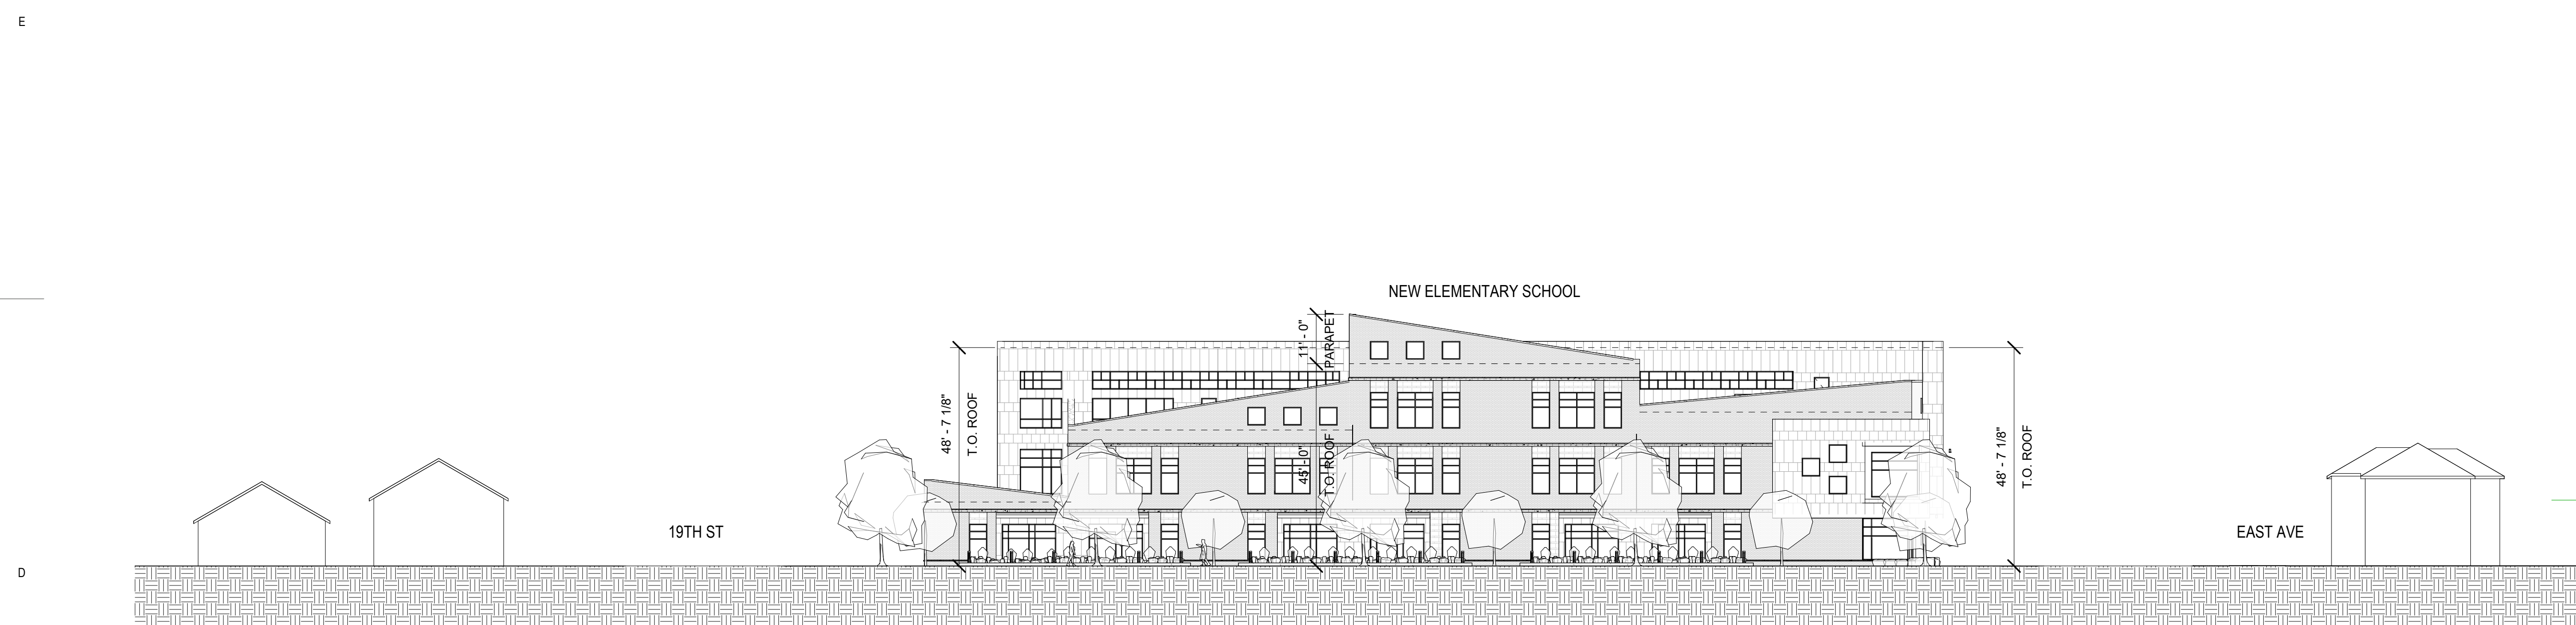 E
NEW ELEMENTARY SCHOOL
11' - 0"
PARAPET
48' - 7 1/8"
T.O. ROOF
45' - 0"
T.O. ROOF
48' - 7 1/8"
T.O. ROOF
19TH ST
EAST AVE
D